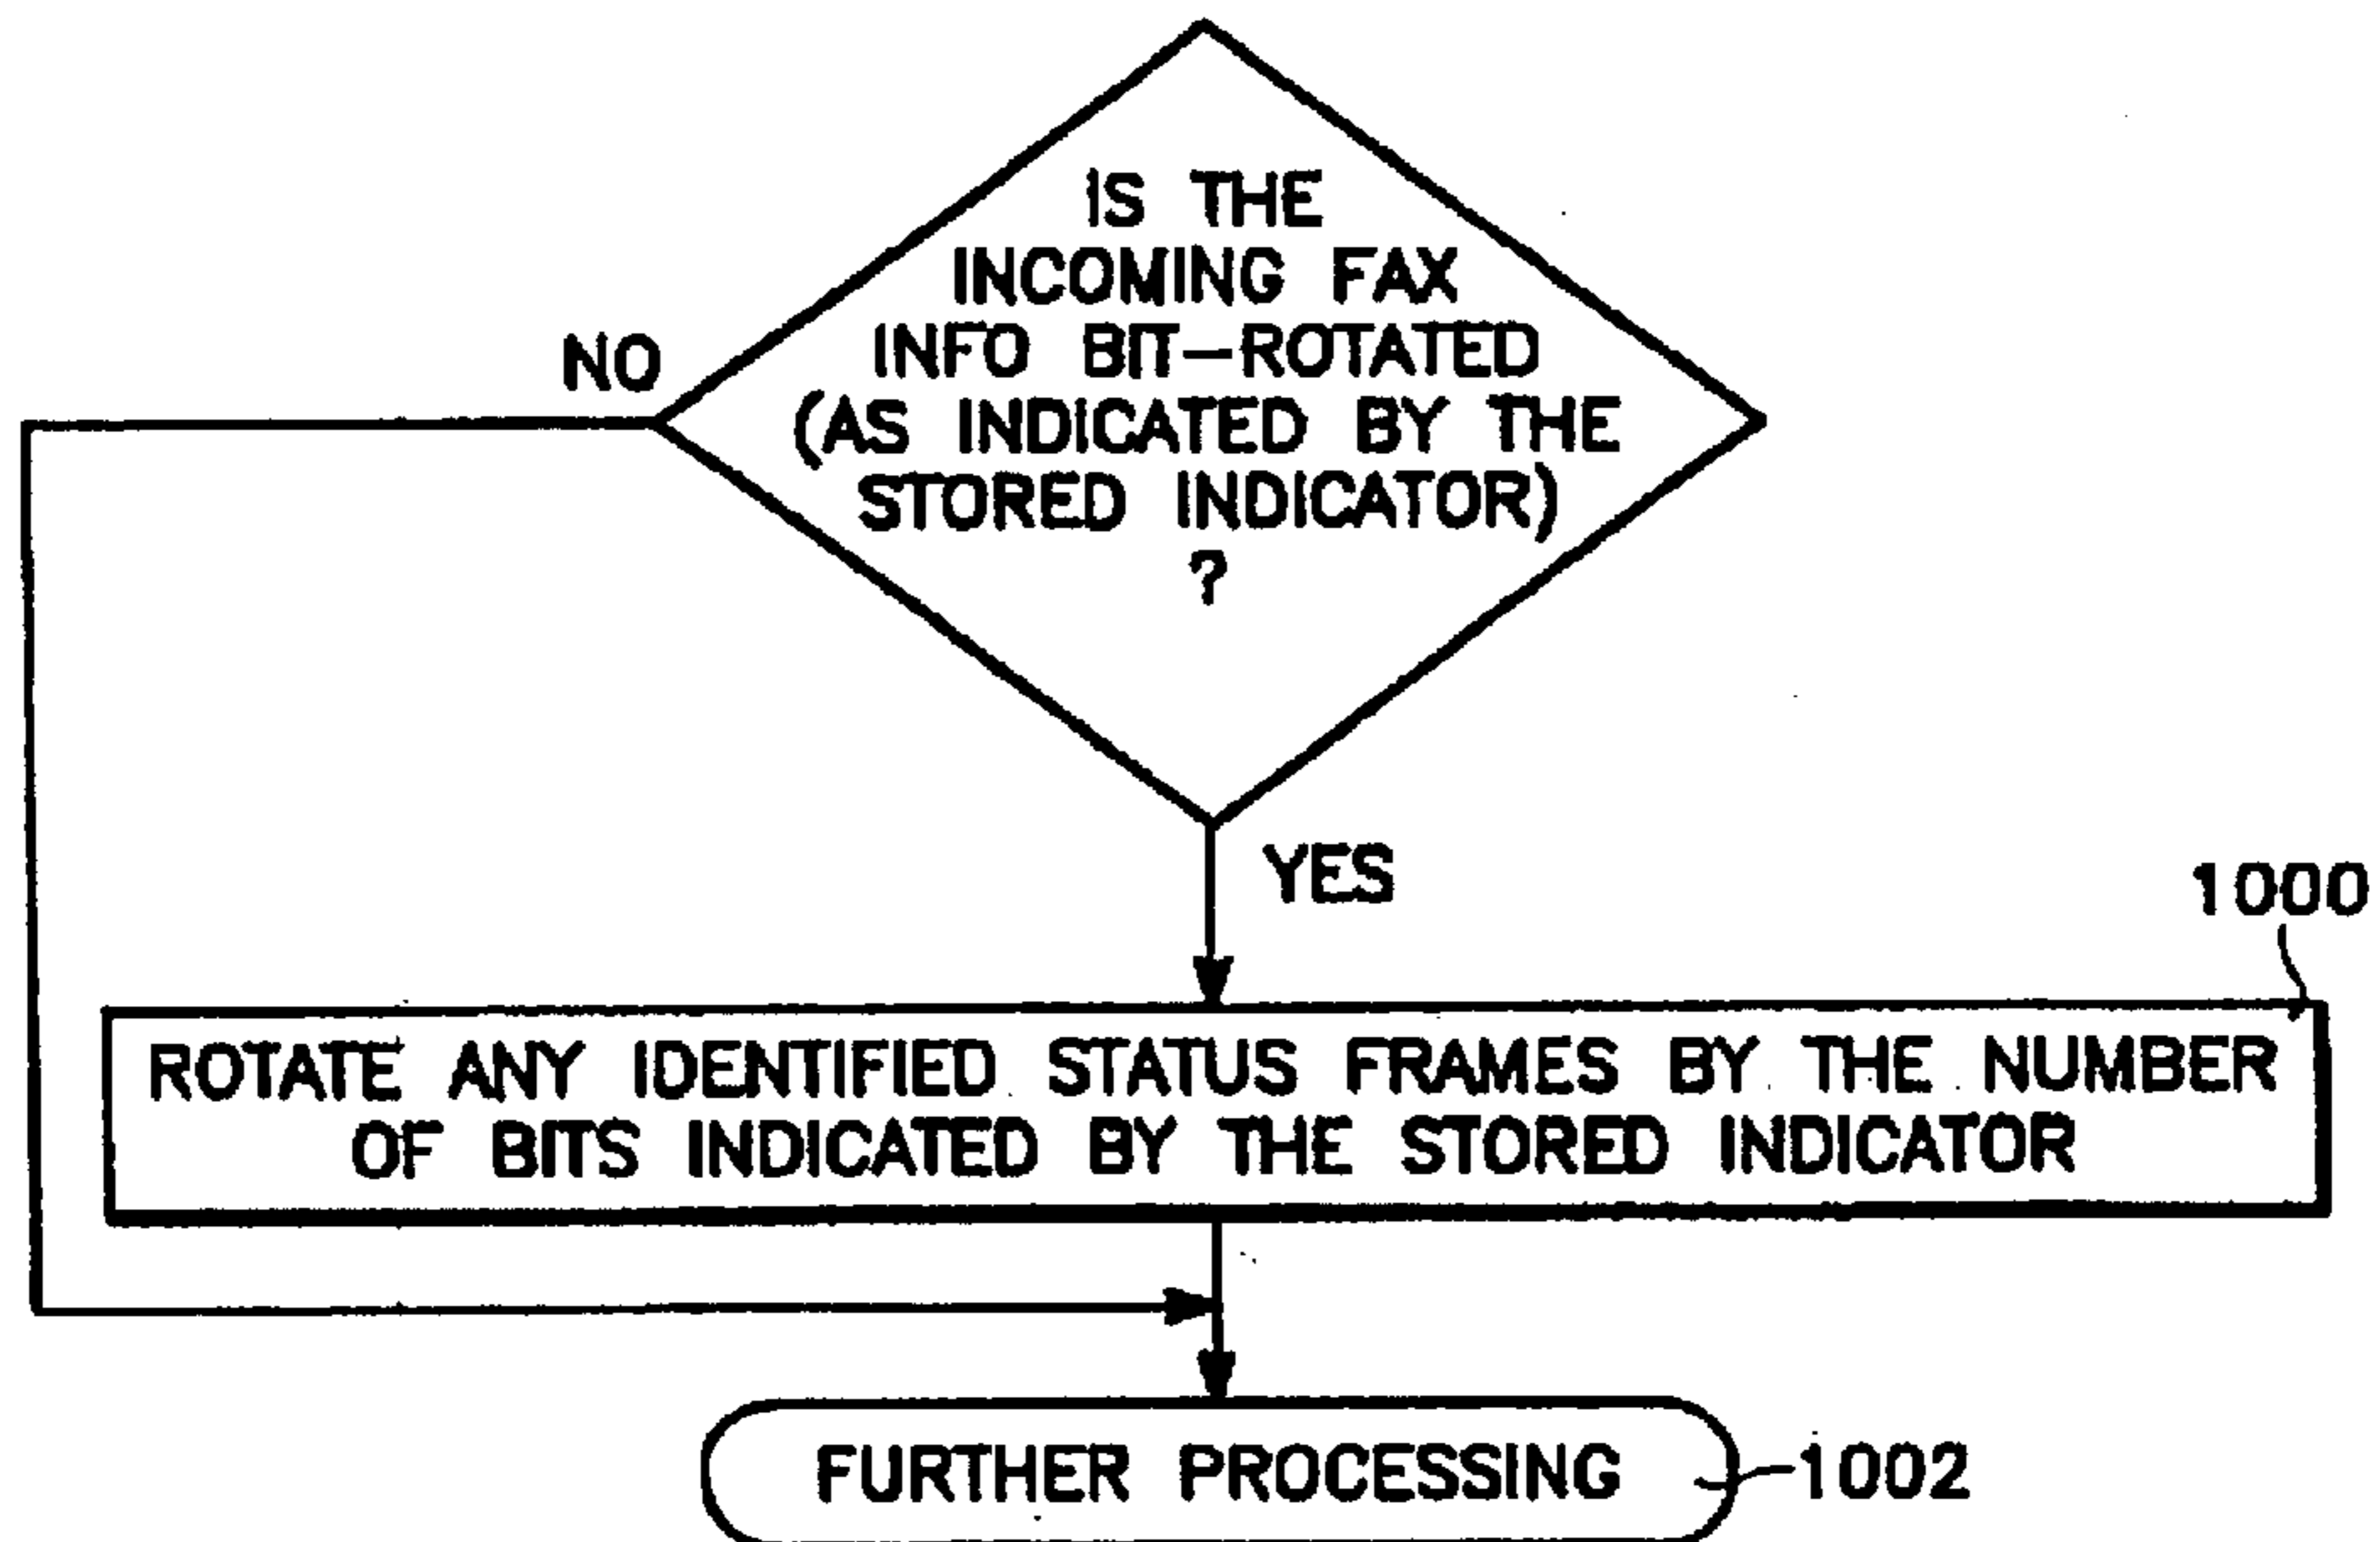 IS THE
INCOMING FAX
INFO BIT-ROTATED
(AS INDICATED BY THE
STORED INDICATOR)
?
NO
YES
1000
ROTATE ANY IDENTIFIED STATUS FRAMES BY THE NUMBER
OF BITS INDICATED BY THE STORED INDICATOR
FURTHER PROCESSING
1002